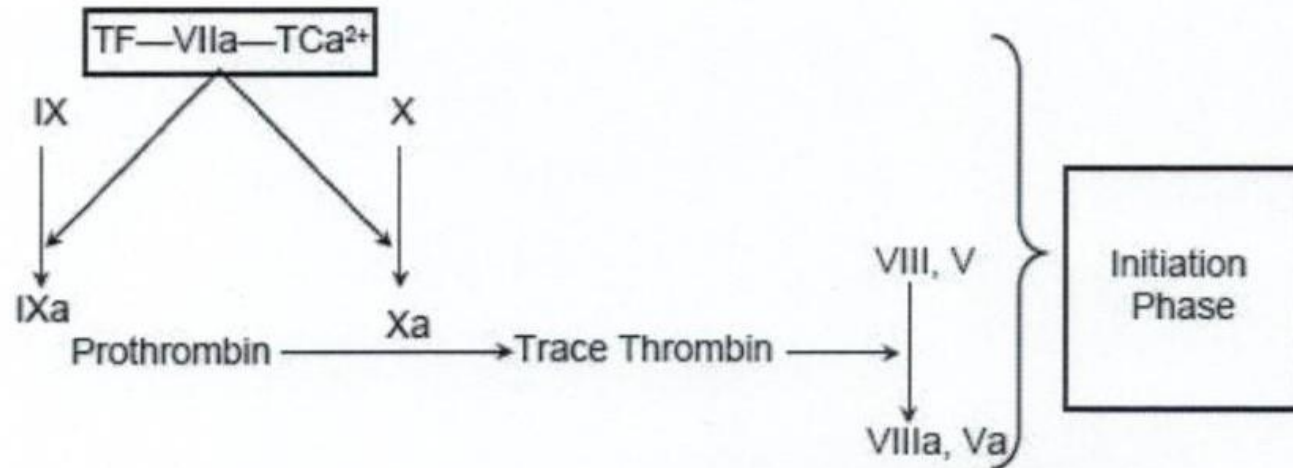 TF—VIIa—TCa²⁺
IX
X
IXa
Xa
Prothrombin
Trace Thrombin
VIII, V
VIIIa, Va
Initiation
Phase